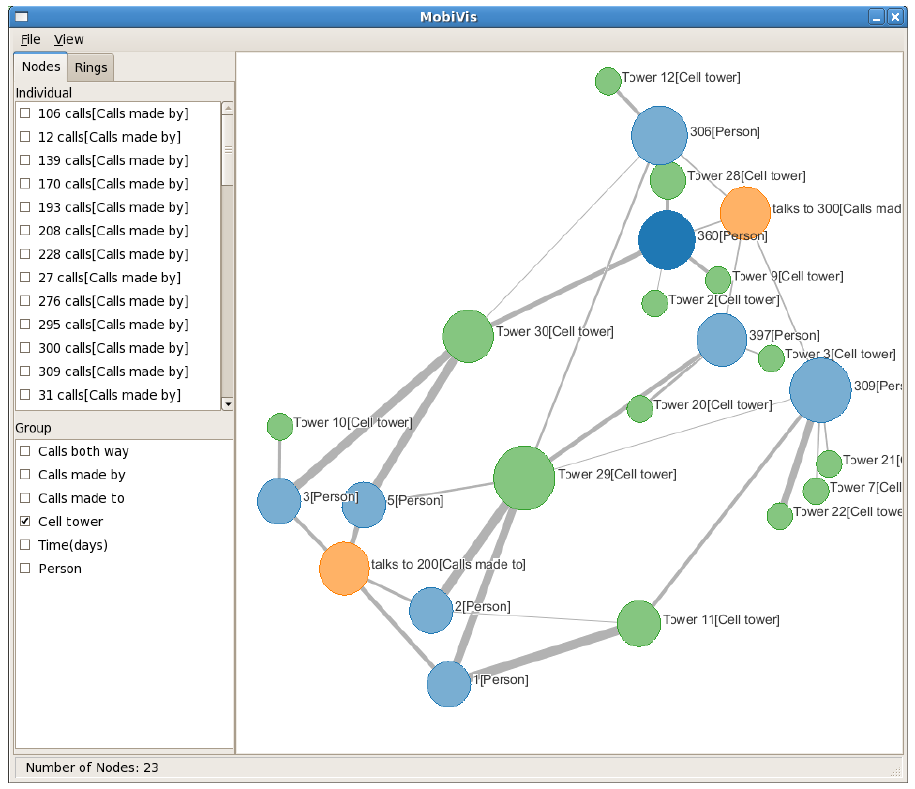 MobiVis
File View
Nodes Rings
Individual
106 calls[Calls made by]
12 calls[Calls made by]
139 calls[Calls made by]
170 calls[Calls made by]
193 calls[Calls made by]
208 calls[Calls made by]
228 calls[Calls made by]
27 calls[Calls made by]
276 calls[Calls made by]
295 calls[Calls made by]
300 calls[Calls made by]
309 calls[Calls made by]
31 calls[Calls made by]
Group
Calls both way
Calls made by
Calls made to
Cell tower
Time(days)
Person
Tower 12[Cell tower]
306[Person]
Tower 28[Cell tower]
talks to 300[Calls mad
360[Person]
Tower 9[Cell tower]
Tower 2[Cell tower]
Tower 30[Cell tower]
397[Person]
Tower 3[Cell tower]
309[Pers
Tower 20[Cell tower]
Tower 10[Cell tower]
Tower 21[
Tower 29[Cell tower]
Tower 7[Cell
3[Person]
5[Person]
Tower 22[Cell towe
talks to 200[Calls made to]
2[Person]
Tower 11[Cell tower]
1[Person]
Number of Nodes: 23